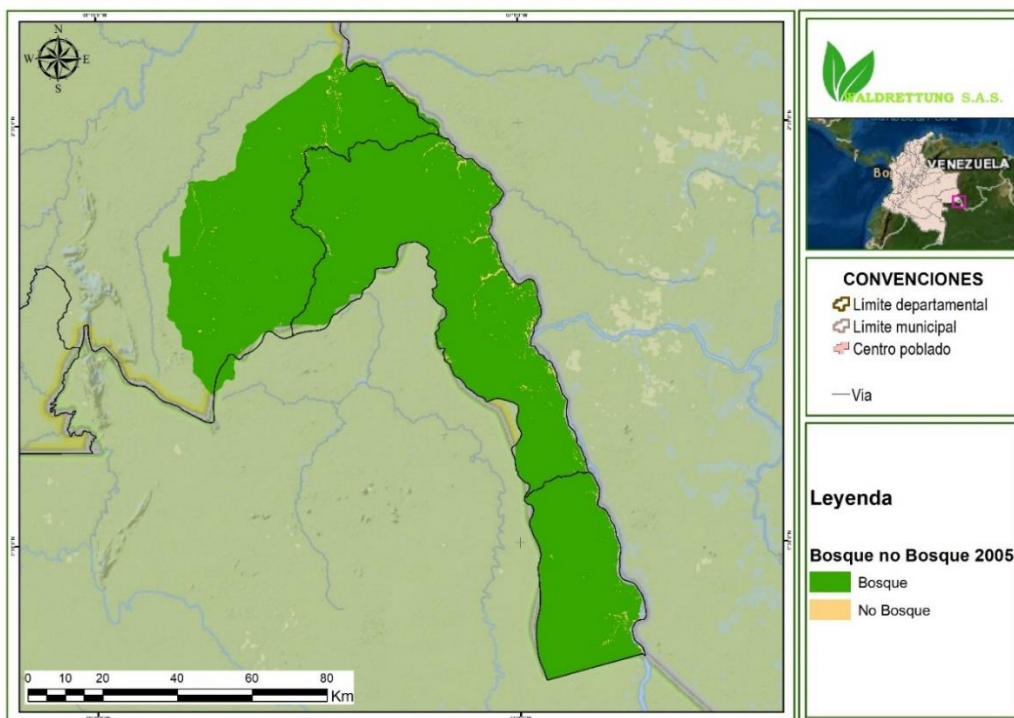 N
W E
S
0 10 20 40 60 80
Km
WALDRETTUNG S.A.S.
VENEZUELA
Bo
CONVENCIONES
Límite departamental
Límite municipal
Centro poblado
Via
Leyenda
Bosque no Bosque 2005
Bosque
No Bosque